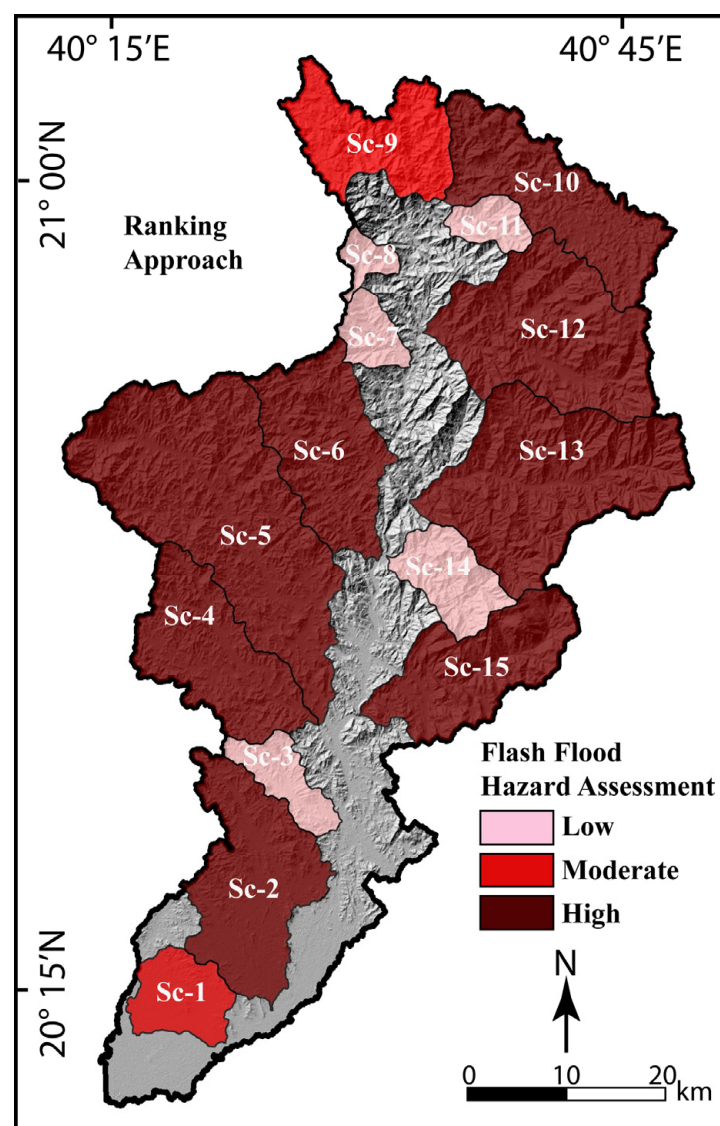 40° 15′E
40° 45′E
21° 00′N
Sc-9
Sc-10
Ranking
Approach
Sc-11
Sc-8
Sc-7
Sc-12
Sc-6
Sc-13
Sc-5
Sc-14
Sc-4
Sc-15
Sc-3
Flash Flood
Hazard Assessment
Low
Moderate
High
Sc-2
20° 15′N
Sc-1
N
0 10 20
km